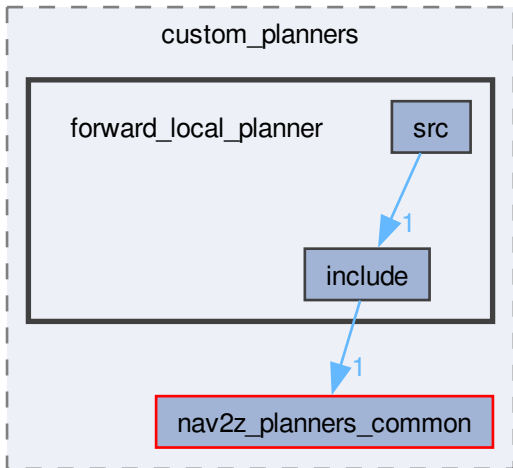 custom_planners
forward_local_planner
src
1
include
1
nav2z_planners_common